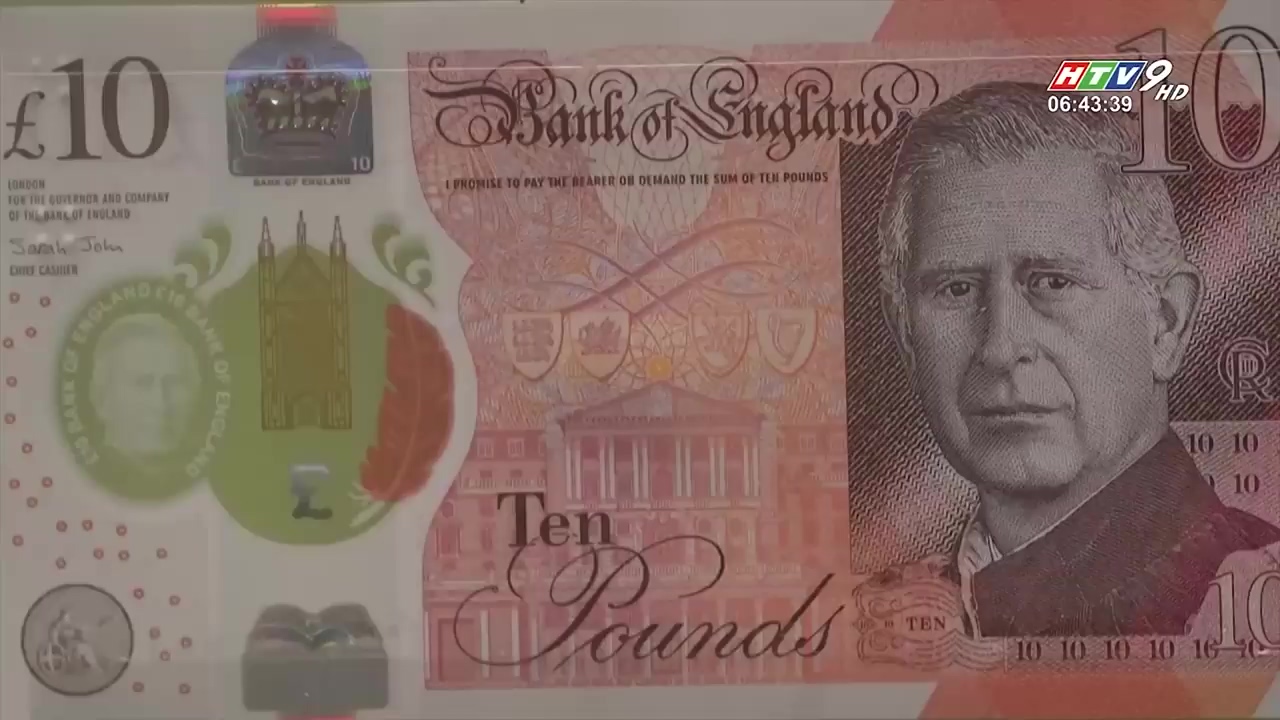 HTV9 HD
06:43:39
£10
10
10
BANK OF ENGLAND
Bank of England
I PROMISE TO PAY THE BEARER ON DEMAND THE SUM OF TEN POUNDS
LONDON
FOR THE GOVERNOR AND COMPANY
OF THE BANK OF ENGLAND
Sarah John
CHIEF CASHIER
£10 BANK OF ENGLAND £10 BANK OF ENGLAND
£
10 10
10
Ten
Pounds
TEN
10
10 10 10 10 10 10